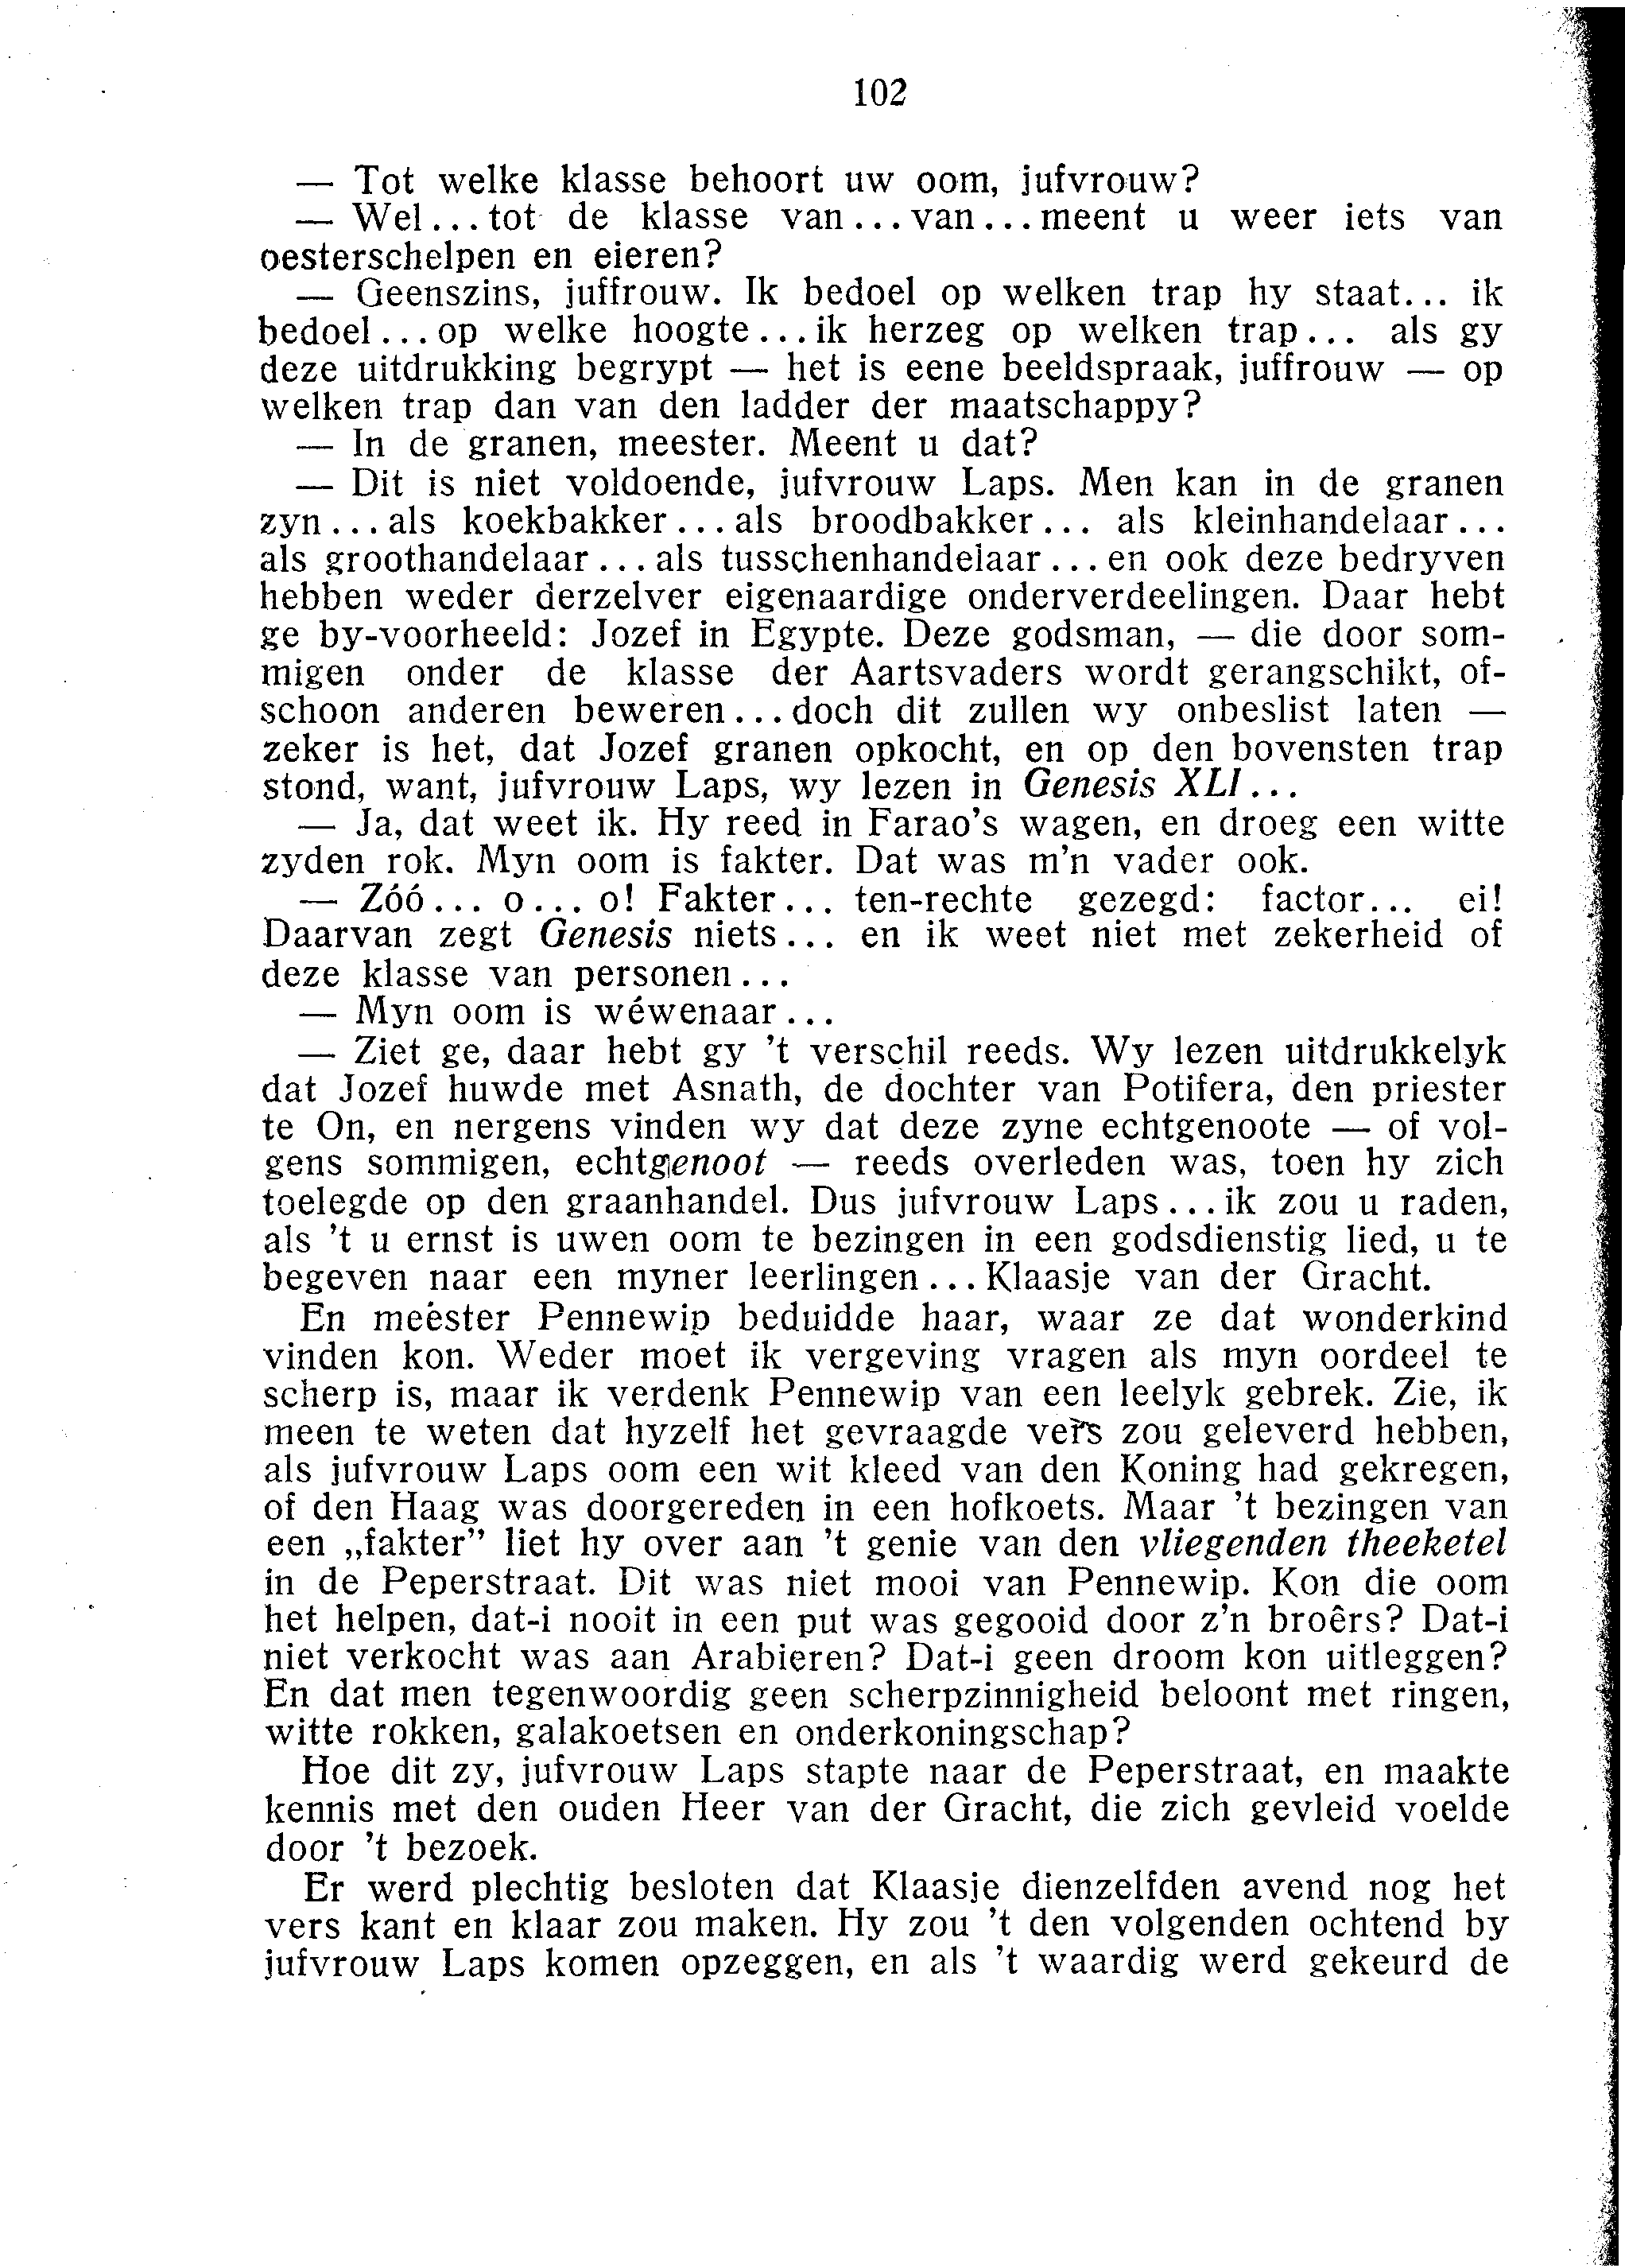 102
— Tot welke klasse behoort uw oom, jufvrouw?
— Wel... tot de klasse van... van... meent u weer iets van
oesterschelpen en eieren?
— Geenszins, juffrouw. Ik bedoel op welken trap hy staat... ik
bedoel... op welke hoogte... ik herzeg op welken trap... als gy
deze uitdrukking begrypt — het is eene beeldspraak, juffrouw — op
welken trap dan van den ladder der maatschappy?
— In de granen, meester. Meent u dat?
— Dit is niet voldoende, jufvrouw Laps. Men kan in de granen
zyn... als koekbakker... als broodbakker... als kleinhandelaar...
als groothandelaar... als tusschenhandelaar... en ook deze bedryven
hebben weder derzelver eigenaardige onderverdeelingen. Daar hebt
ge by-voorheeld: Jozef in Egypte. Deze godsman, — die door som-
migen onder de klasse der Aartsvaders wordt gerangschikt, of-
schoon anderen beweren... doch dit zullen wy onbeslist laten —
zeker is het, dat Jozef granen opkocht, en op den bovensten trap
stond, want, jufvrouw Laps, wy lezen in Genesis XLI...
— Ja, dat weet ik. Hy reed in Farao's wagen, en droeg een witte
zyden rok. Myn oom is fakter. Dat was m'n vader ook.
— Zóó... o... o! Fakter... ten-rechte gezegd: factor... ei!
Daarvan zegt Genesis niets... en ik weet niet met zekerheid of
deze klasse van personen...
— Myn oom is wéwenaar...
— Ziet ge, daar hebt gy 't verschil reeds. Wy lezen uitdrukkelyk
dat Jozef huwde met Asnath, de dochter van Potifera, den priester
te On, en nergens vinden wy dat deze zyne echtgenoote — of vol-
gens sommigen, echtgenoot — reeds overleden was, toen hy zich
toelegde op den graanhandel. Dus jufvrouw Laps... ik zou u raden,
als 't u ernst is uwen oom te bezingen in een godsdienstig lied, u te
begeven naar een myner leerlingen... Klaasje van der Gracht.
En meester Pennewip beduidde haar, waar ze dat wonderkind
vinden kon. Weder moet ik vergeving vragen als myn oordeel te
scherp is, maar ik verdenk Pennewip van een leelyk gebrek. Zie, ik
meen te weten dat hyzelf het gevraagde vers zou geleverd hebben,
als jufvrouw Laps oom een wit kleed van den Koning had gekregen,
of den Haag was doorgereden in een hofkoets. Maar 't bezingen van
een „fakter” liet hy over aan 't genie van den vliegenden theeketel
in de Peperstraat. Dit was niet mooi van Pennewip. Kon die oom
het helpen, dat-i nooit in een put was gegooid door z'n broêrs? Dat-i
niet verkocht was aan Arabieren? Dat-i geen droom kon uitleggen?
En dat men tegenwoordig geen scherpzinnigheid beloont met ringen,
witte rokken, galakoetsen en onderkoningschap?
Hoe dit zy, jufvrouw Laps stapte naar de Peperstraat, en maakte
kennis met den ouden Heer van der Gracht, die zich gevleid voelde
door 't bezoek.
Er werd plechtig besloten dat Klaasje dienzelfden avend nog het
vers kant en klaar zou maken. Hy zou 't den volgenden ochtend by
jufvrouw Laps komen opzeggen, en als 't waardig werd gekeurd de